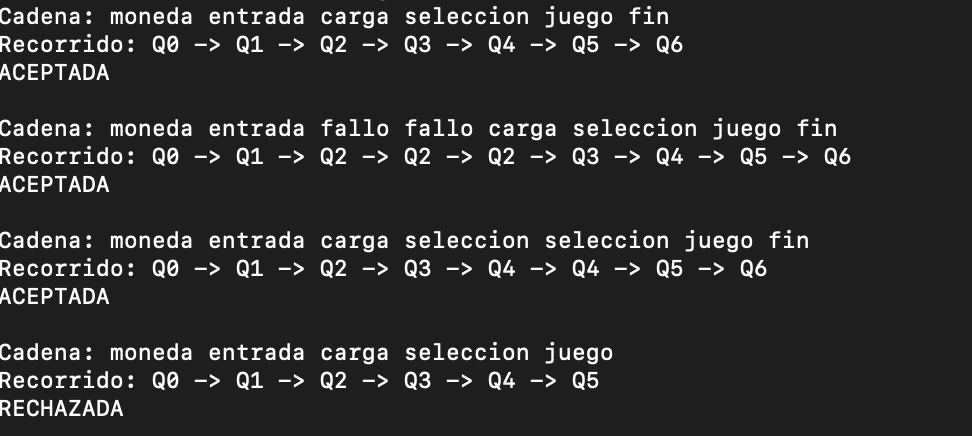 Cadena: moneda entrada carga seleccion juego fin
Recorrido: Q0 -> Q1 -> Q2 -> Q3 -> Q4 -> Q5 -> Q6
ACEPTADA
Cadena: moneda entrada fallo fallo carga seleccion juego fin
Recorrido: Q0 -> Q1 -> Q2 -> Q2 -> Q2 -> Q3 -> Q4 -> Q5 -> Q6
ACEPTADA
Cadena: moneda entrada carga seleccion seleccion juego fin
Recorrido: Q0 -> Q1 -> Q2 -> Q3 -> Q4 -> Q4 -> Q5 -> Q6
ACEPTADA
Cadena: moneda entrada carga seleccion juego
Recorrido: Q0 -> Q1 -> Q2 -> Q3 -> Q4 -> Q5
RECHAZADA